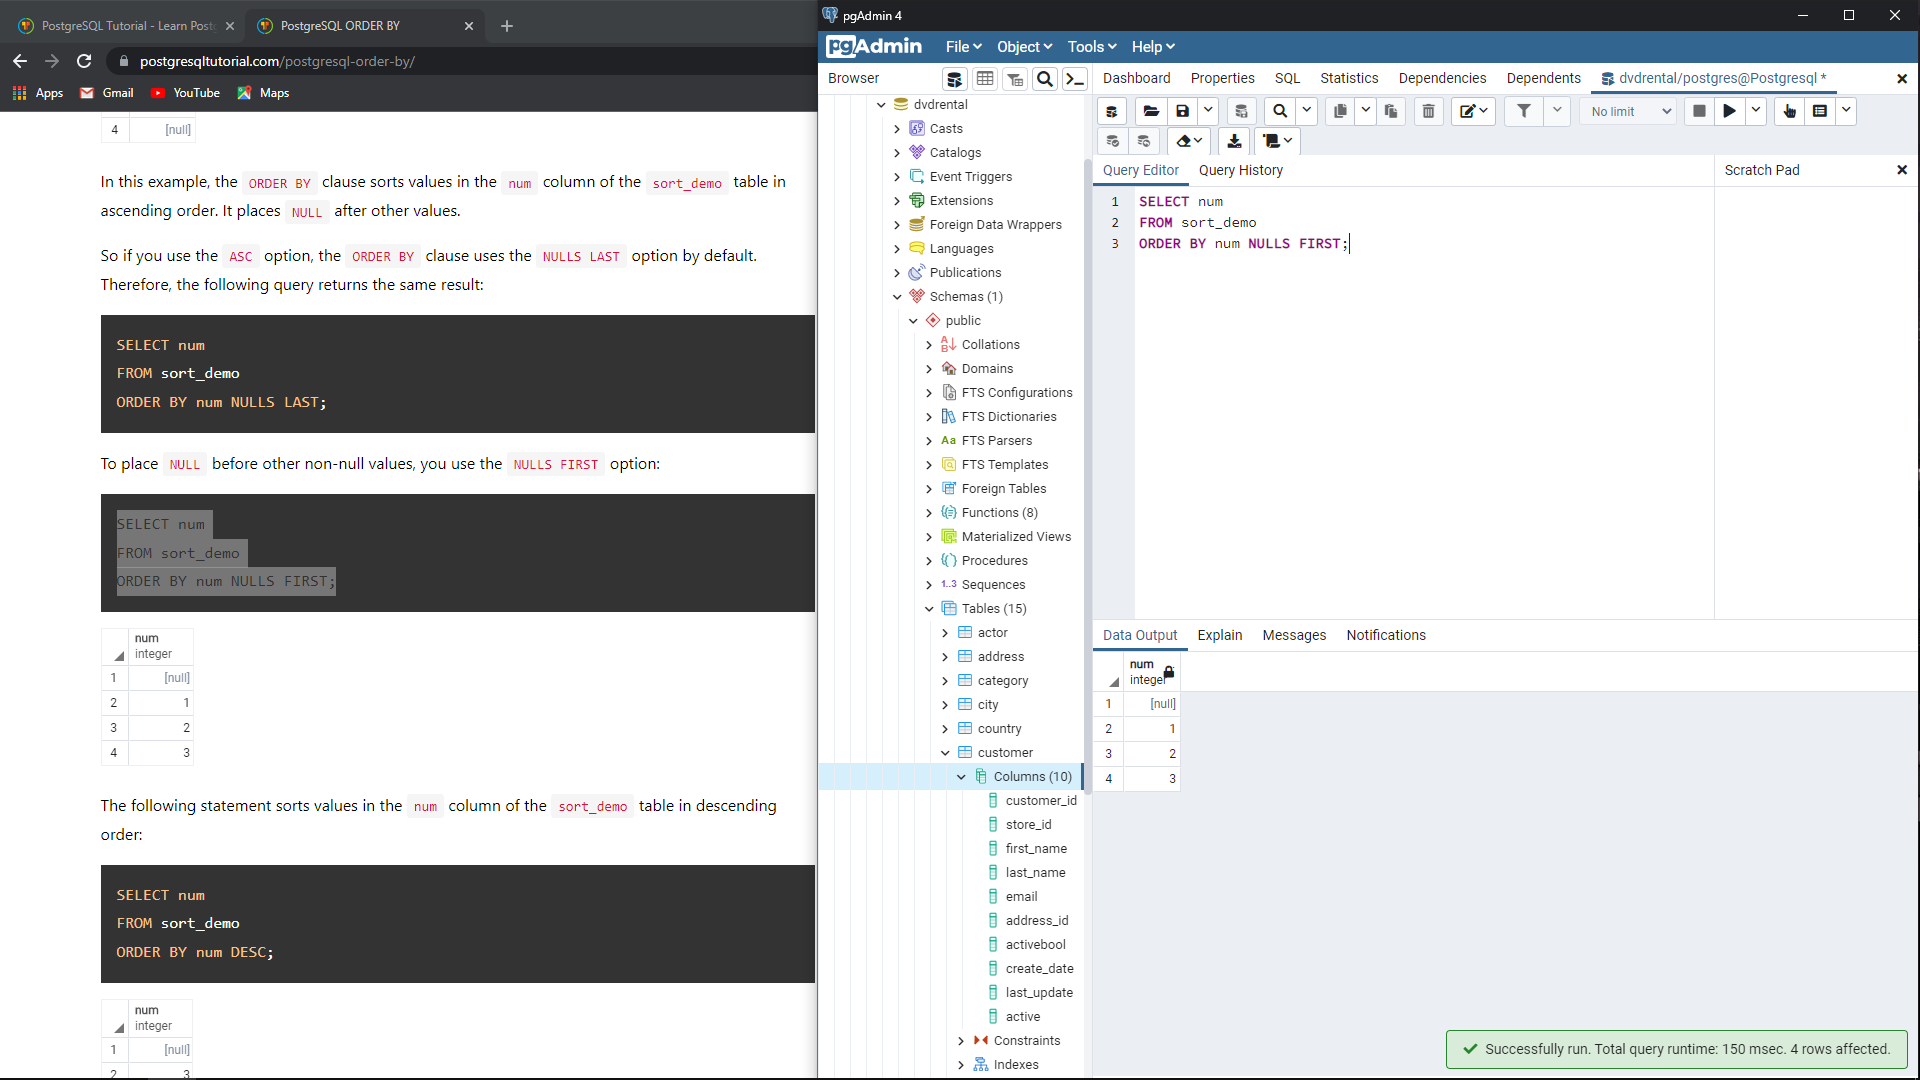 PostgreSQL Tutorial - Learn Post
PostgreSQL ORDER BY
postgresqltutorial.com/postgresql-order-by/
Apps
Gmail
YouTube
Maps
4 [null]
In this example, the ORDER BY clause sorts values in the num column of the sort_demo table in
ascending order. It places NULL after other values.
So if you use the ASC option, the ORDER BY clause uses the NULLS LAST option by default.
Therefore, the following query returns the same result:
SELECT num
FROM sort_demo
ORDER BY num NULLS LAST;
To place NULL before other non-null values, you use the NULLS FIRST option:
SELECT num
FROM sort_demo
ORDER BY num NULLS FIRST;
num
integer
1 [null]
2 1
3 2
4 3
The following statement sorts values in the num column of the sort_demo table in descending
order:
SELECT num
FROM sort_demo
ORDER BY num DESC;
num
integer
1 [null]
2 3
pgAdmin 4
pgAdmin
File
Object
Tools
Help
Browser
dvdrental
Casts
Catalogs
Event Triggers
Extensions
Foreign Data Wrappers
Languages
Publications
Schemas (1)
public
Collations
Domains
FTS Configurations
FTS Dictionaries
Aa FTS Parsers
FTS Templates
Foreign Tables
Functions (8)
Materialized Views
Procedures
1..3 Sequences
Tables (15)
actor
address
category
city
country
customer
Columns (10)
customer_id
store_id
first_name
last_name
email
address_id
activebool
create_date
last_update
active
Constraints
Indexes
Dashboard
Properties
SQL
Statistics
Dependencies
Dependents
dvdrental/postgres@Postgresql *
No limit
Query Editor
Query History
Scratch Pad
1 SELECT num
2 FROM sort_demo
3 ORDER BY num NULLS FIRST;
Data Output
Explain
Messages
Notifications
num
integer
1 [null]
2 1
3 2
4 3
Successfully run. Total query runtime: 150 msec. 4 rows affected.